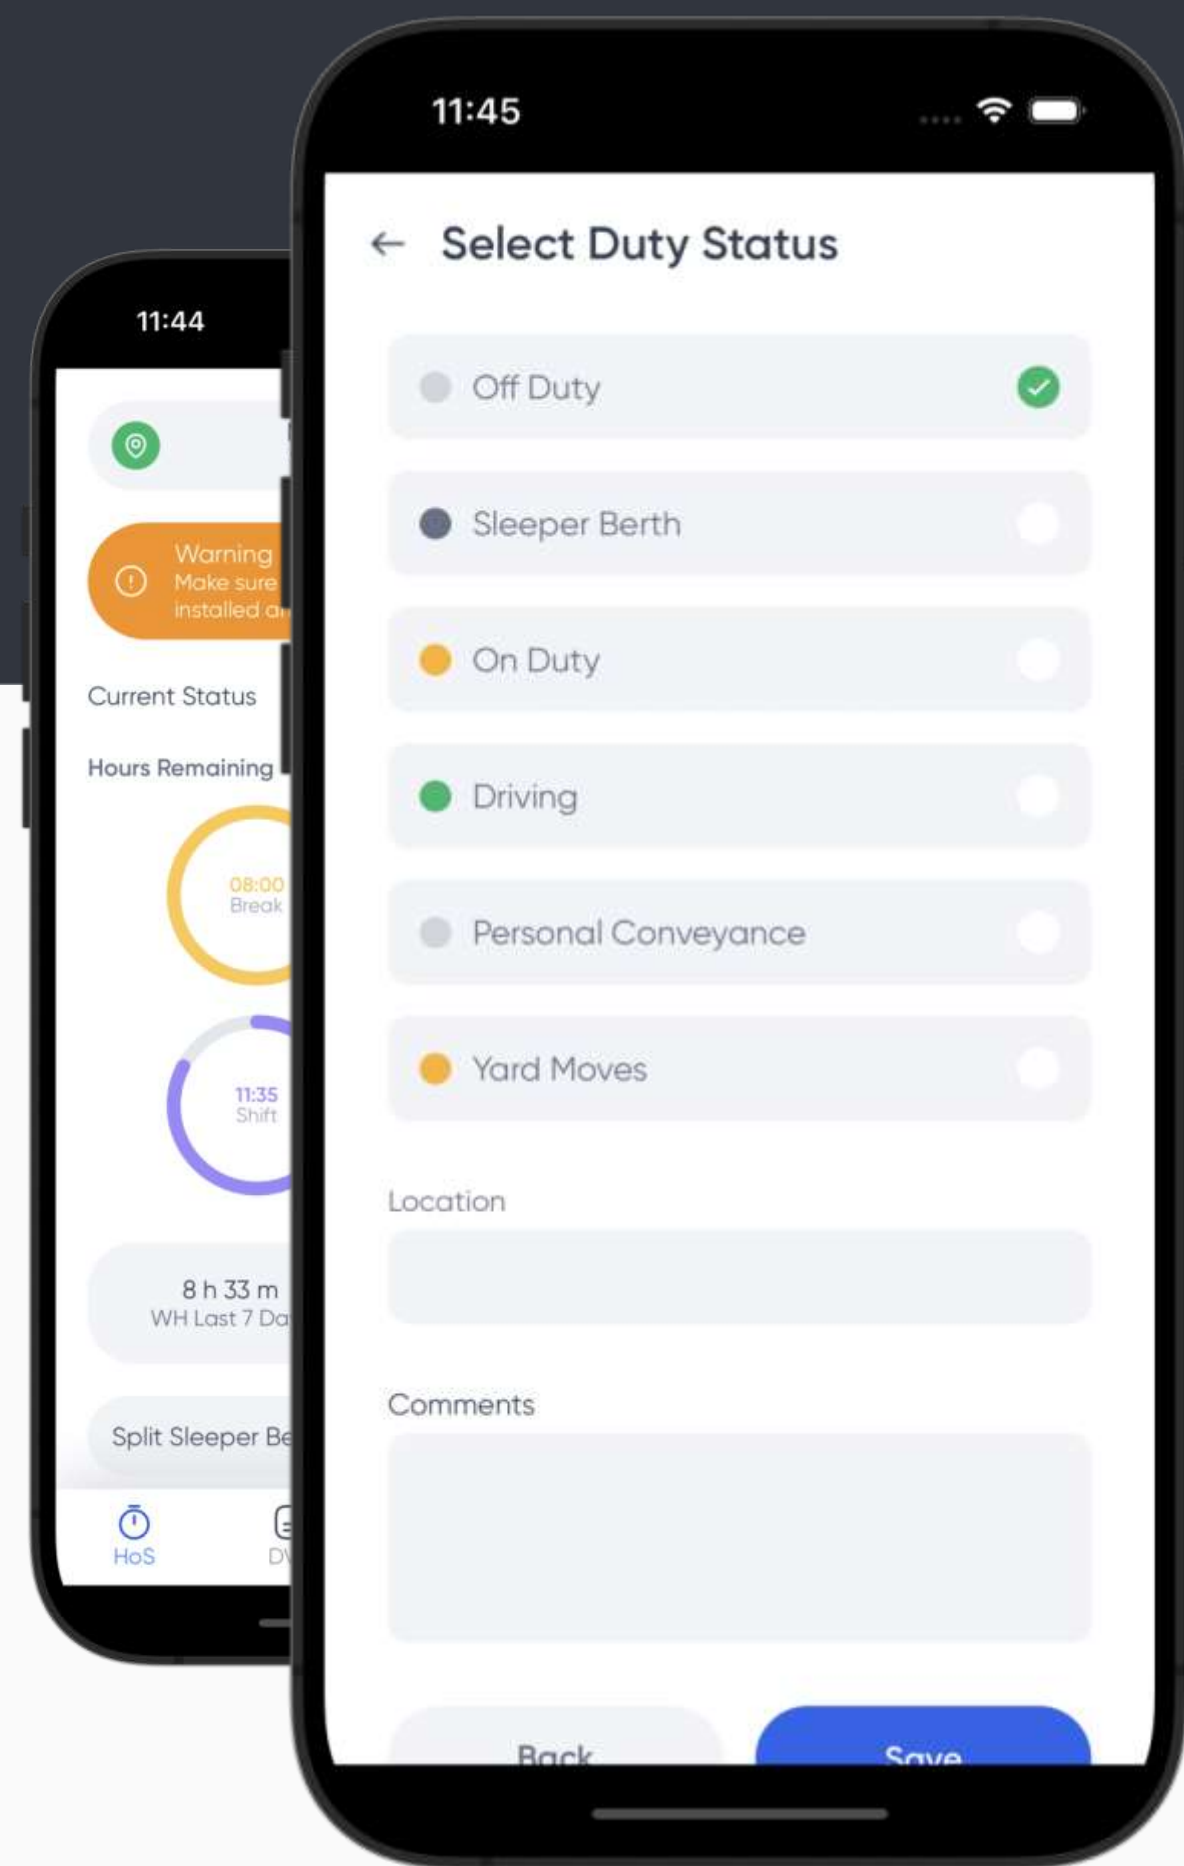 11:44
Warning
Make sure
installed
Current Status
Hours Remaining
08:00
Break
11:35
Shift
8 h 33 m
WH Last 7
Split Sleeper
HoS
11:45
Select Duty Status
Off Duty
Sleeper Berth
On Duty
Driving
Personal Conveyance
Yard Moves
Location
Comments
Back
Save